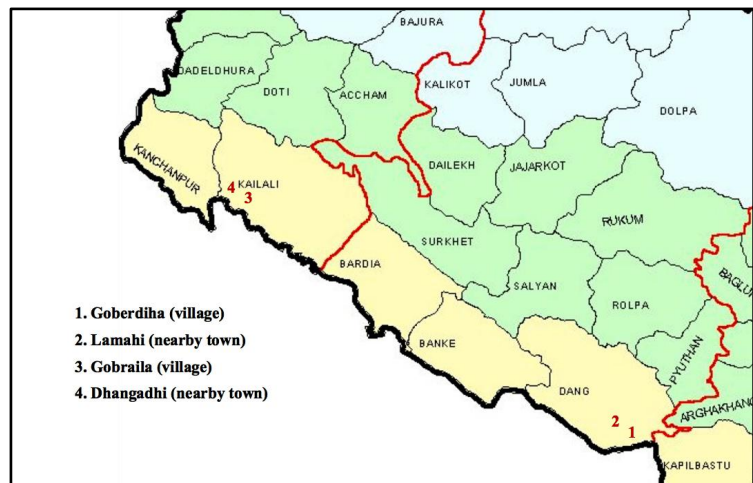 BAJURA
DADELDHURA
DOTI
ACCHAM
KALIKOT
JUMLA
DOLPA
KANCHANPUR
KAILALI
DAILEKH
JAJARKOT
4
3
RUKUM
SURKHET
BARDIA
SALYAN
ROLPA
BAGLUN
1. Goberdiha (village)
2. Lamahi (nearby town)
3. Gobraila (village)
4. Dhangadhi (nearby town)
BANKE
PYUTHAN
DANG
ARGHAKHANC
2
1
KAPILBASTU